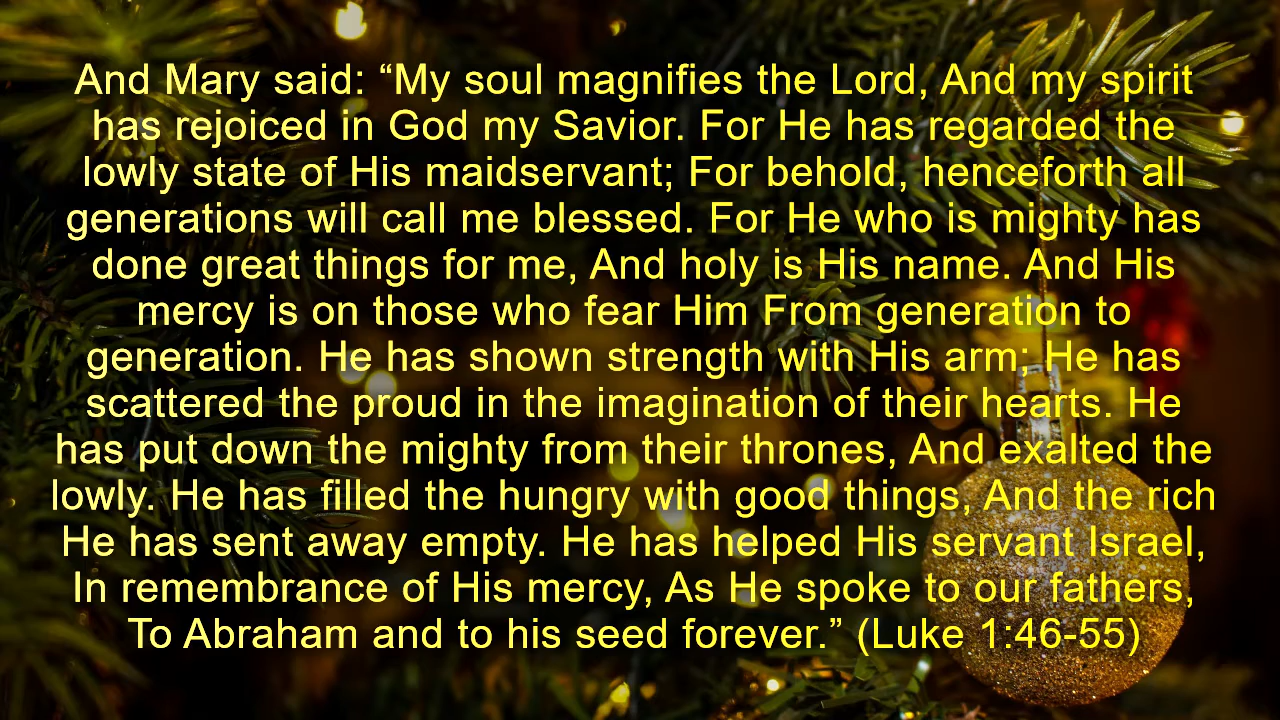 And Mary said: “My soul magnifies the Lord, And my spirit
has rejoiced in God my Savior. For He has regarded the
lowly state of His maidservant; For behold, henceforth all
generations will call me blessed. For He who is mighty has
done great things for me, And holy is His name. And His
mercy is on those who fear Him From generation to
generation. He has shown strength with His arm; He has
scattered the proud in the imagination of their hearts. He
has put down the mighty from their thrones, And exalted the
lowly. He has filled the hungry with good things, And the rich
He has sent away empty. He has helped His servant Israel,
In remembrance of His mercy, As He spoke to our fathers,
To Abraham and to his seed forever.” (Luke 1:46-55)